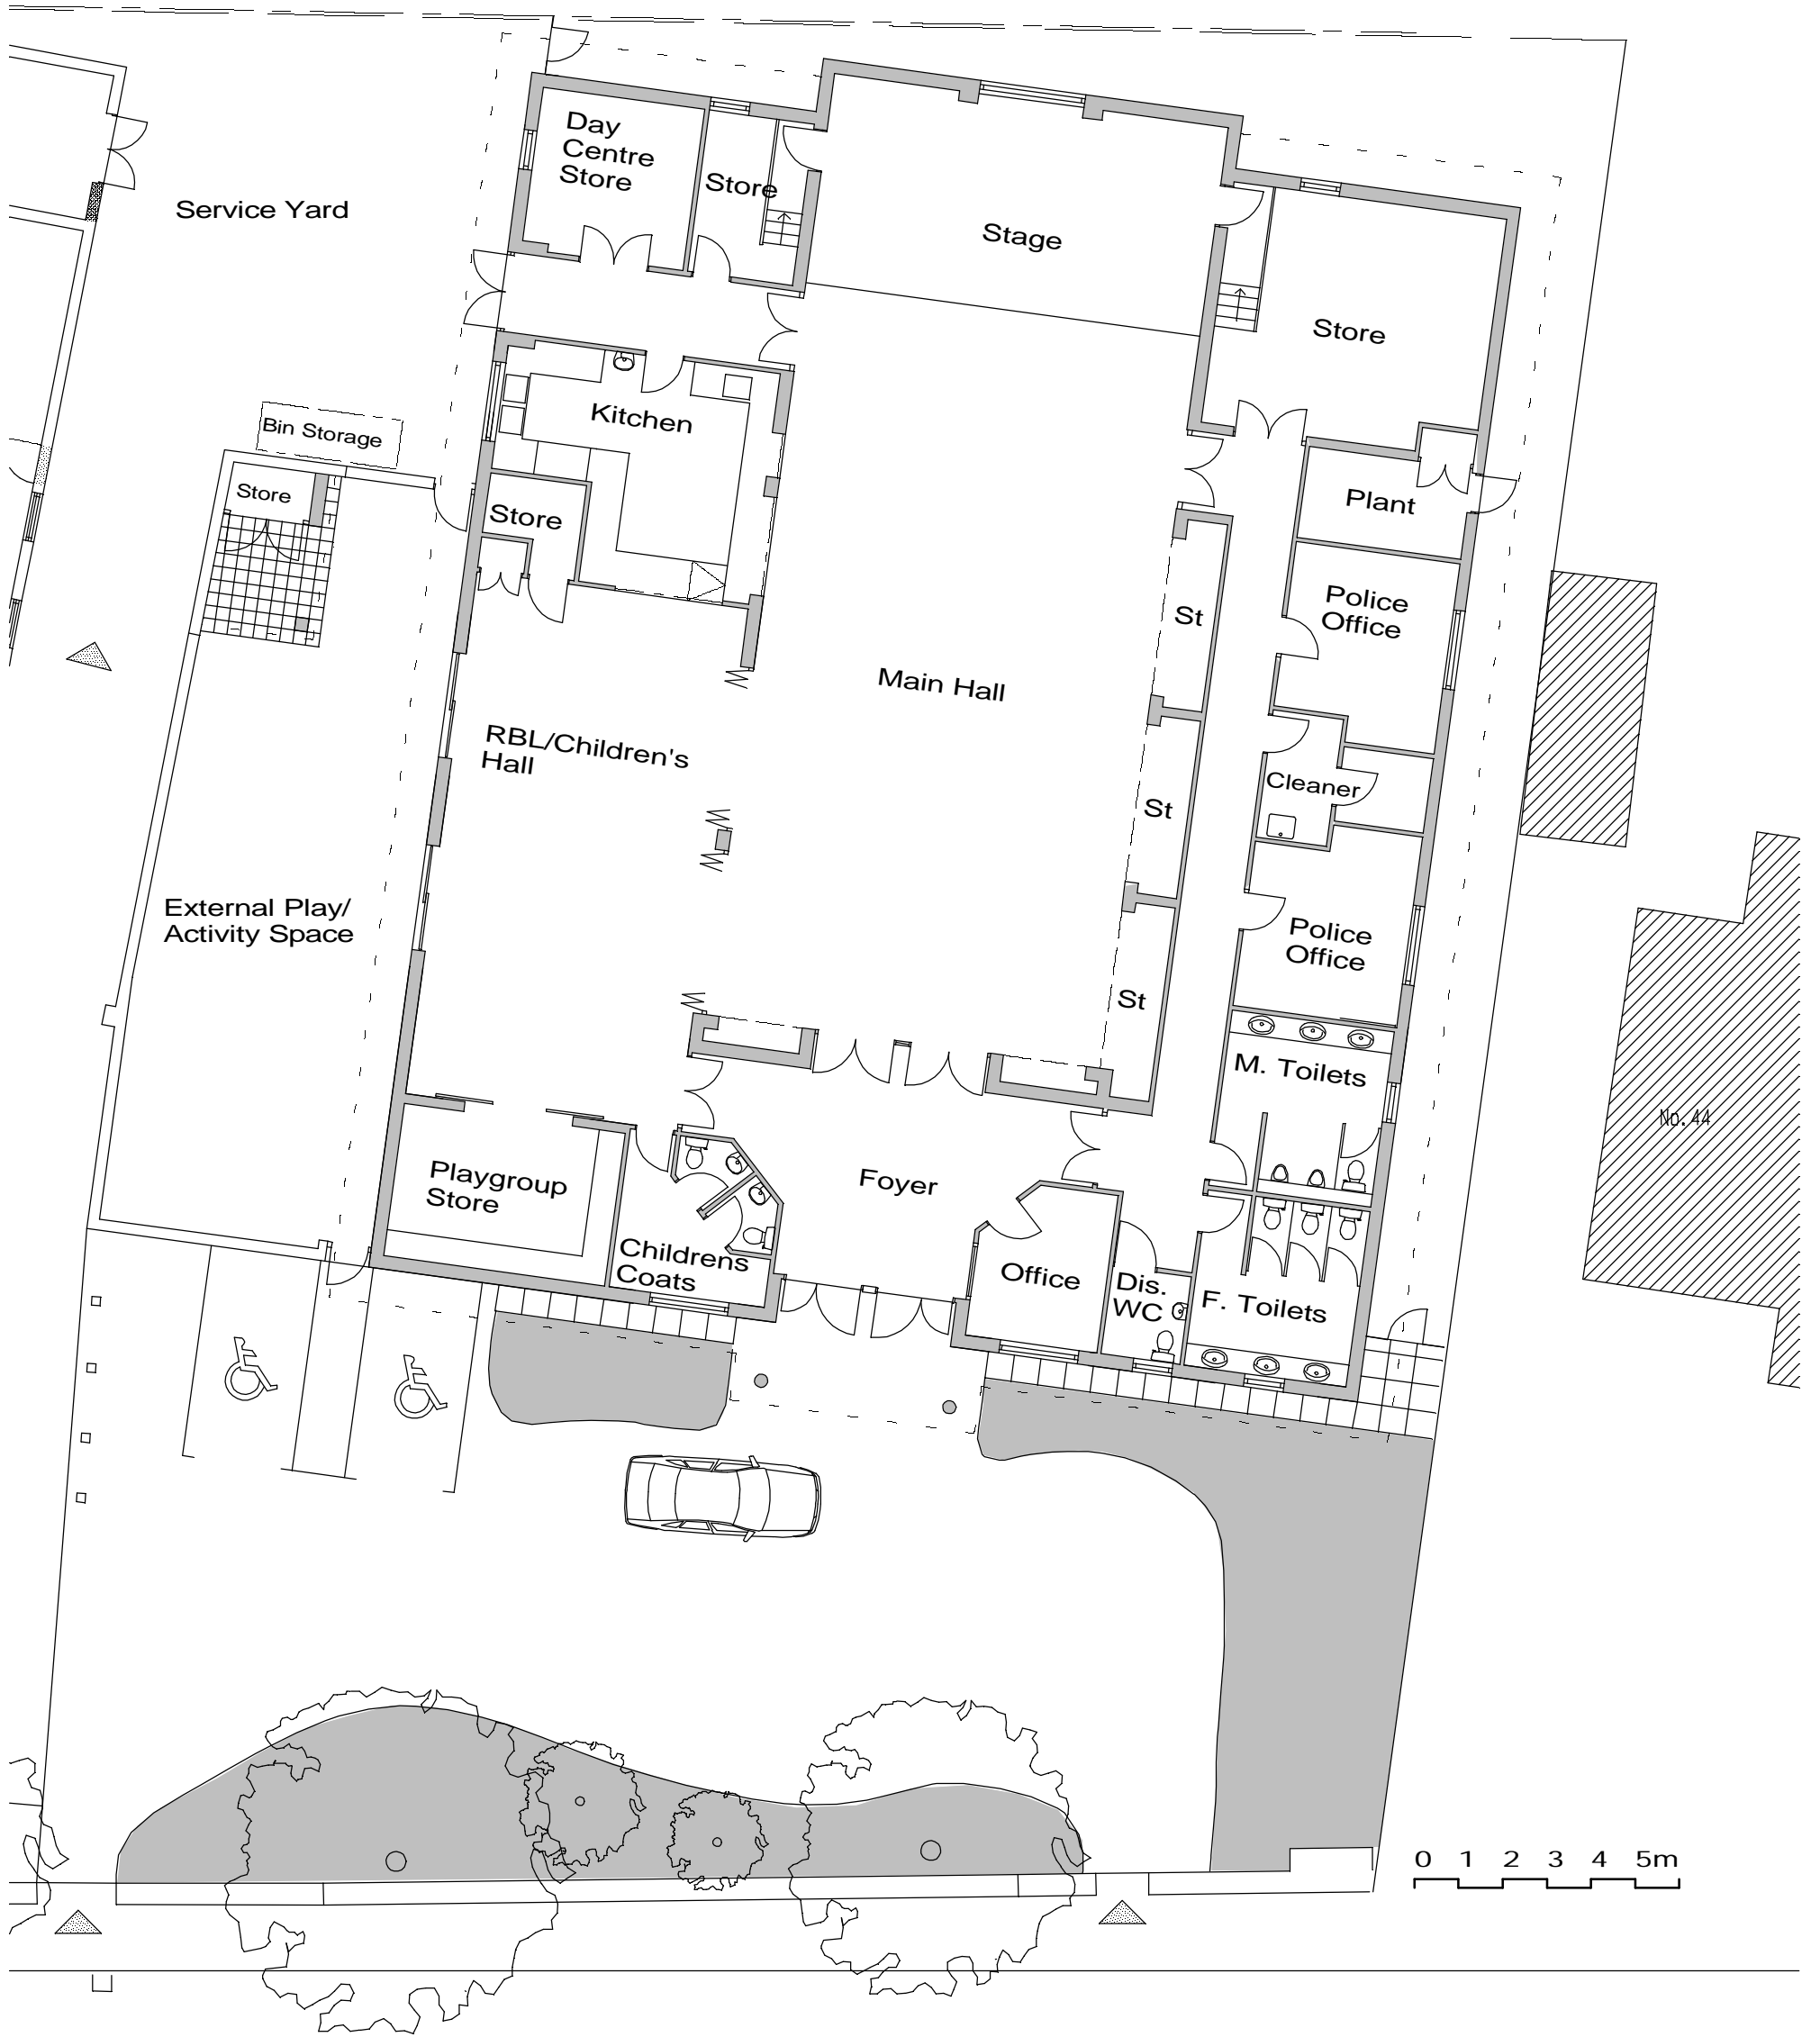 Day
Centre
Store
Store
Service Yard
Stage
Store
Bin Storage
Kitchen
Store
Store
Plant
Police
Office
St
Main Hall
RBL/Children's
Hall
Cleaner
St
External Play/
Activity Space
Police
Office
St
M. Toilets
No. 44
Playgroup
Store
Foyer
Childrens
Coats
Office
Dis.
WC
F. Toilets
0 1 2 3 4 5m